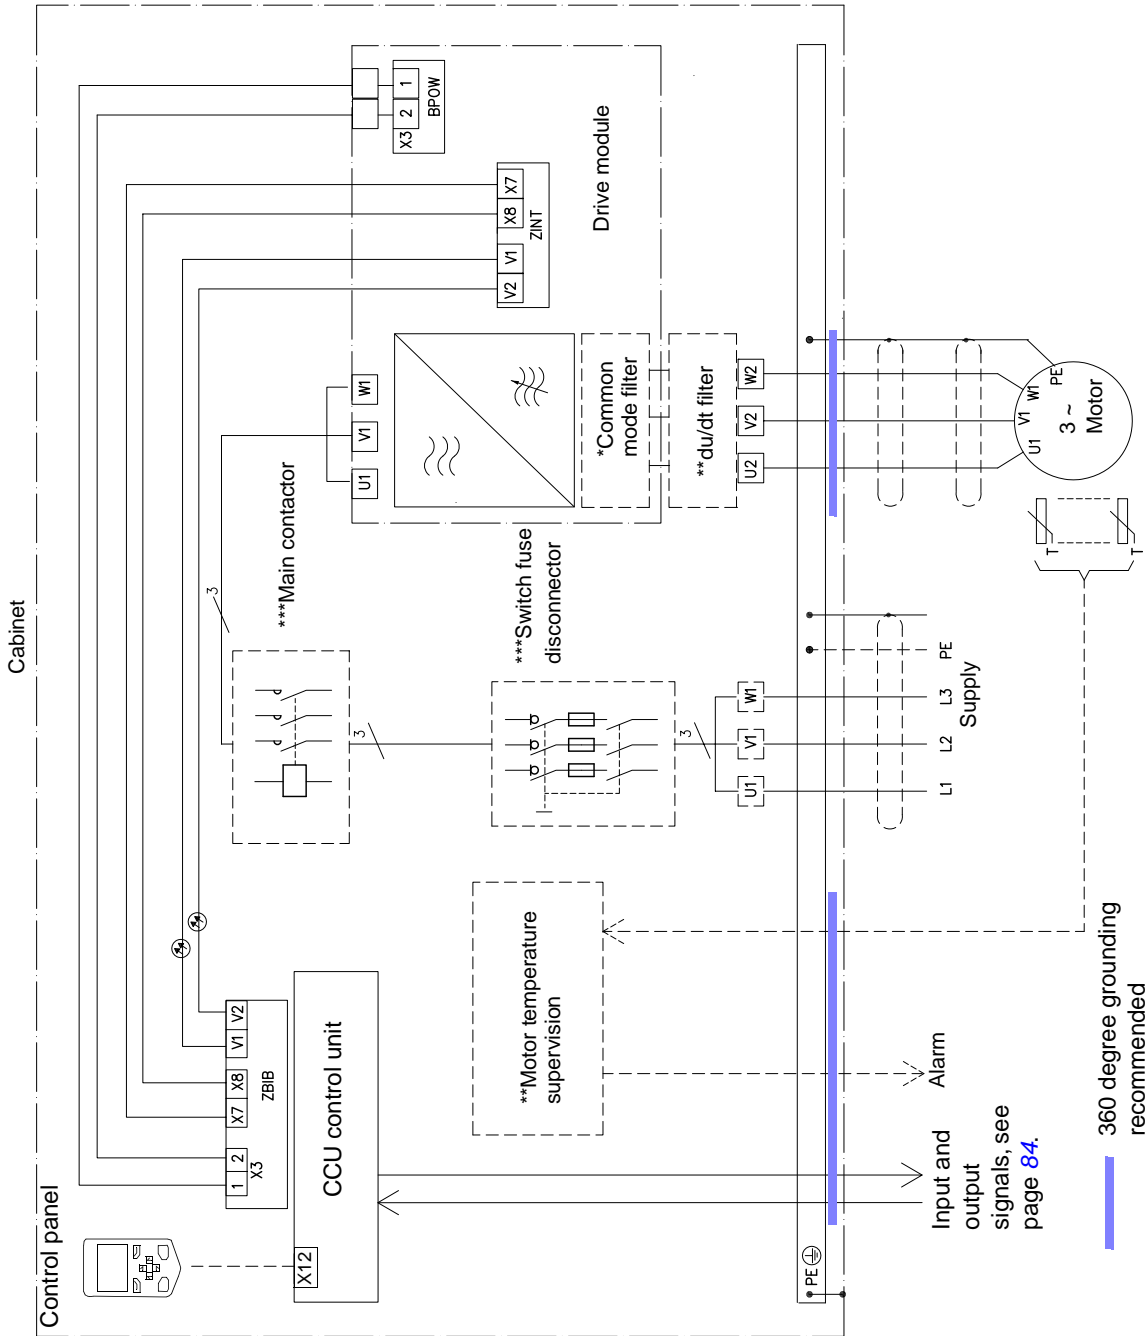 Cabinet
Control panel
X12
CCU control unit
1
2
X3
X7
X8
V1
V2
ZBIB
1
2
X3
BPOW
X7
X8
V1
V2
ZINT
Drive module
U1
V1
W1
*Common
mode filter
**du/dt filter
U2
V2
W2
3
***Main contactor
3
***Switch fuse
disconnector
3
U1
V1
W1
L1
L2
L3
PE
Supply
**Motor temperature
supervision
U1
V1
W1
PE
3 ~
Motor
T
T
PE
Input and
output
signals, see
page 84.
Alarm
360 degree grounding
recommended